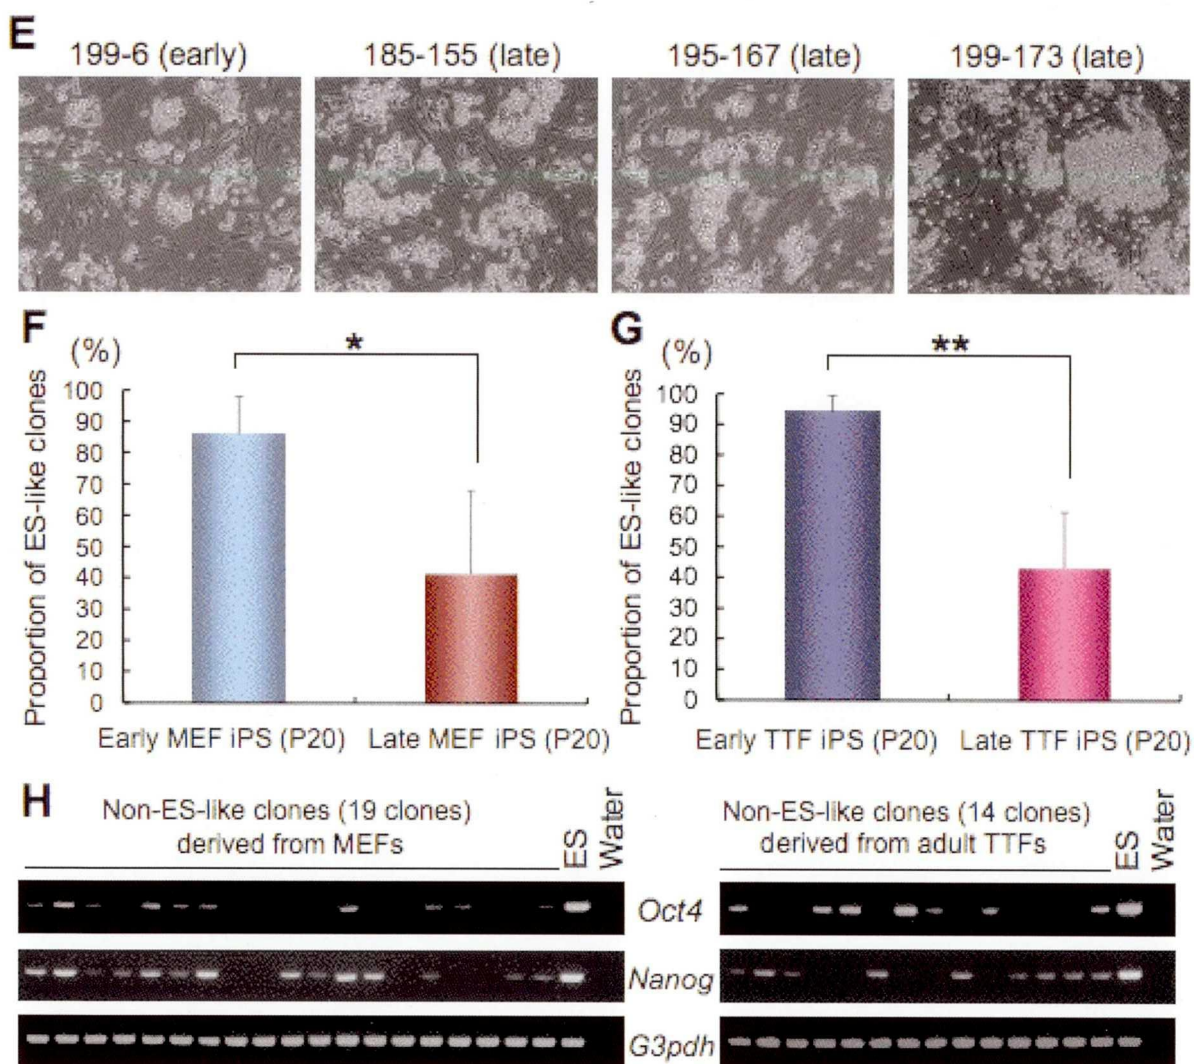 E
199-6 (early) 185-155 (late) 195-167 (late) 199-173 (late)
F
(%)
*
Proportion of ES-like clones
100
90
80
70
60
50
40
30
20
10
0
Early MEF iPS (P20) Late MEF iPS (P20)
G
(%)
**
Proportion of ES-like clones
100
90
80
70
60
50
40
30
20
10
0
Early TTF iPS (P20) Late TTF iPS (P20)
H
Non-ES-like clones (19 clones)
derived from MEFs
ES
Water
Non-ES-like clones (14 clones)
derived from adult TTFs
ES
Water
Oct4
Nanog
G3pdh